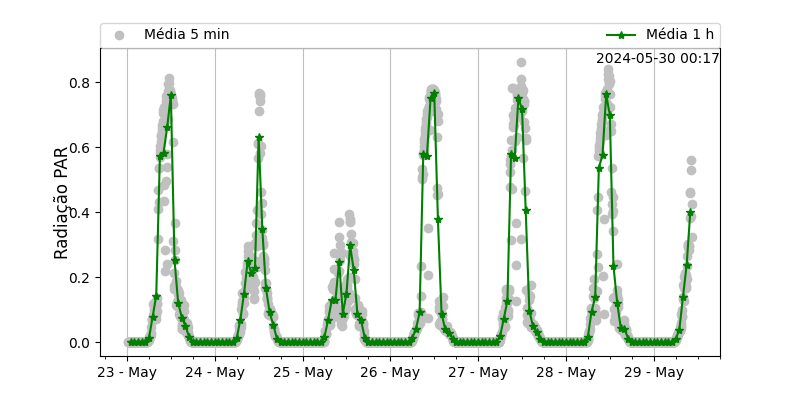 Média 5 min
Média 1 h
2024-05-30 00:17
Radiação PAR
0.8
0.6
0.4
0.2
0.0
23 - May
24 - May
25 - May
26 - May
27 - May
28 - May
29 - May